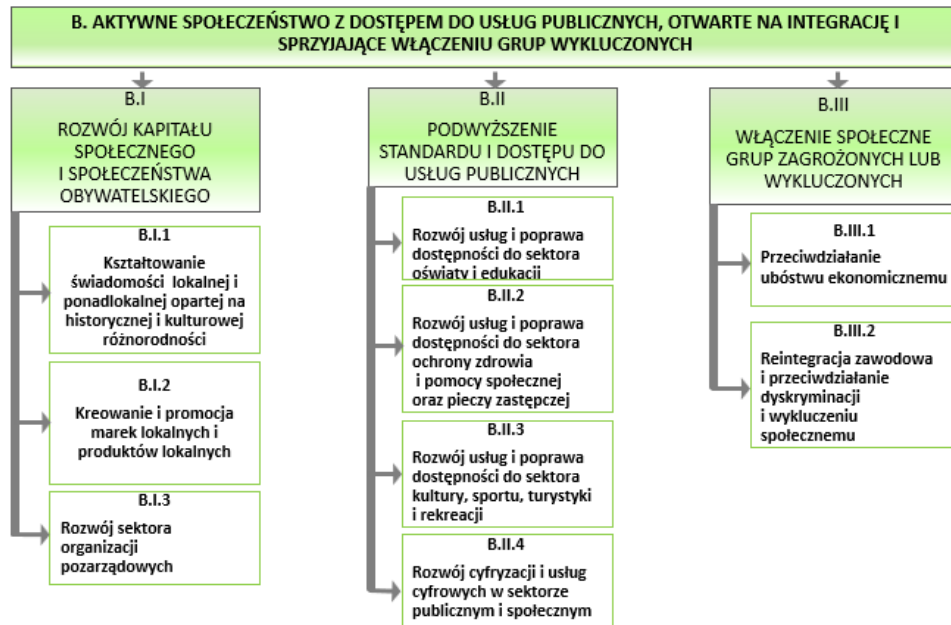 B. AKTYWNE SPOŁECZEŃSTWO Z DOSTĘPEM DO USŁUG PUBLICZNYCH, OTWARTE NA INTEGRACJĘ I
SPRZYJAJĄCE WŁĄCZENIU GRUP WYKLUCZONYCH
B.I
ROZWÓJ KAPITAŁU
SPOŁECZNEGO
I SPOŁECZEŃSTWA
OBYWATELSKIEGO
B.I.1
Kształtowanie
świadomości lokalnej i
ponadlokalnej opartej na
historycznej i kulturowej
różnorodności
B.I.2
Kreowanie i promocja
marek lokalnych i
produktów lokalnych
B.I.3
Rozwój sektora
organizacji
pozarządowych
B.II
PODWYŻSZENIE
STANDARDU I DOSTĘPU DO
USŁUG PUBLICZNYCH
B.II.1
Rozwój usług i poprawa
dostępności do sektora
oświaty i edukacji
B.II.2
Rozwój usług i poprawa
dostępności do sektora
ochrony zdrowia
i pomocy społecznej
oraz pieczy zastępczej
B.II.3
Rozwój usług i poprawa
dostępności do sektora
kultury, sportu, turystyki
i rekreacji
B.II.4
Rozwój cyfryzacji i usług
cyfrowych w sektorze
publicznym i społecznym
B.III
WŁĄCZENIE SPOŁECZNE
GRUP ZAGROŻONYCH LUB
WYKLUCZONYCH
B.III.1
Przeciwdziałanie
ubóstwu ekonomicznemu
B.III.2
Reintegracja zawodowa
i przeciwdziałanie
dyskryminacji
i wykluczeniu
społecznemu